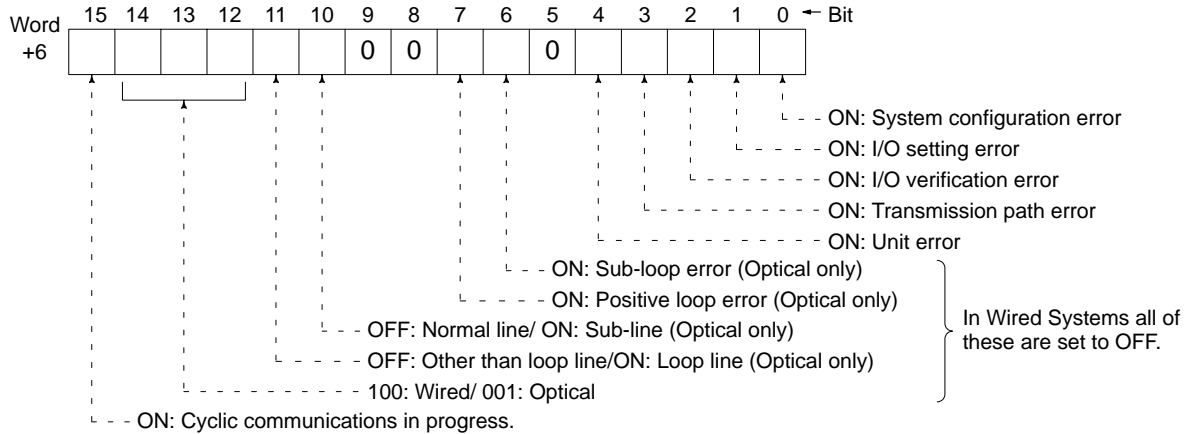 15 14 13 12 11 10 9 8 7 6 5 4 3 2 1 0 Bit
Word
+6
0 0 0
ON: System configuration error
ON: I/O setting error
ON: I/O verification error
ON: Transmission path error
ON: Unit error
ON: Sub-loop error (Optical only)
ON: Positive loop error (Optical only)
OFF: Normal line/ ON: Sub-line (Optical only)
OFF: Other than loop line/ON: Loop line (Optical only)
100: Wired/ 001: Optical
In Wired Systems all of
these are set to OFF.
ON: Cyclic communications in progress.